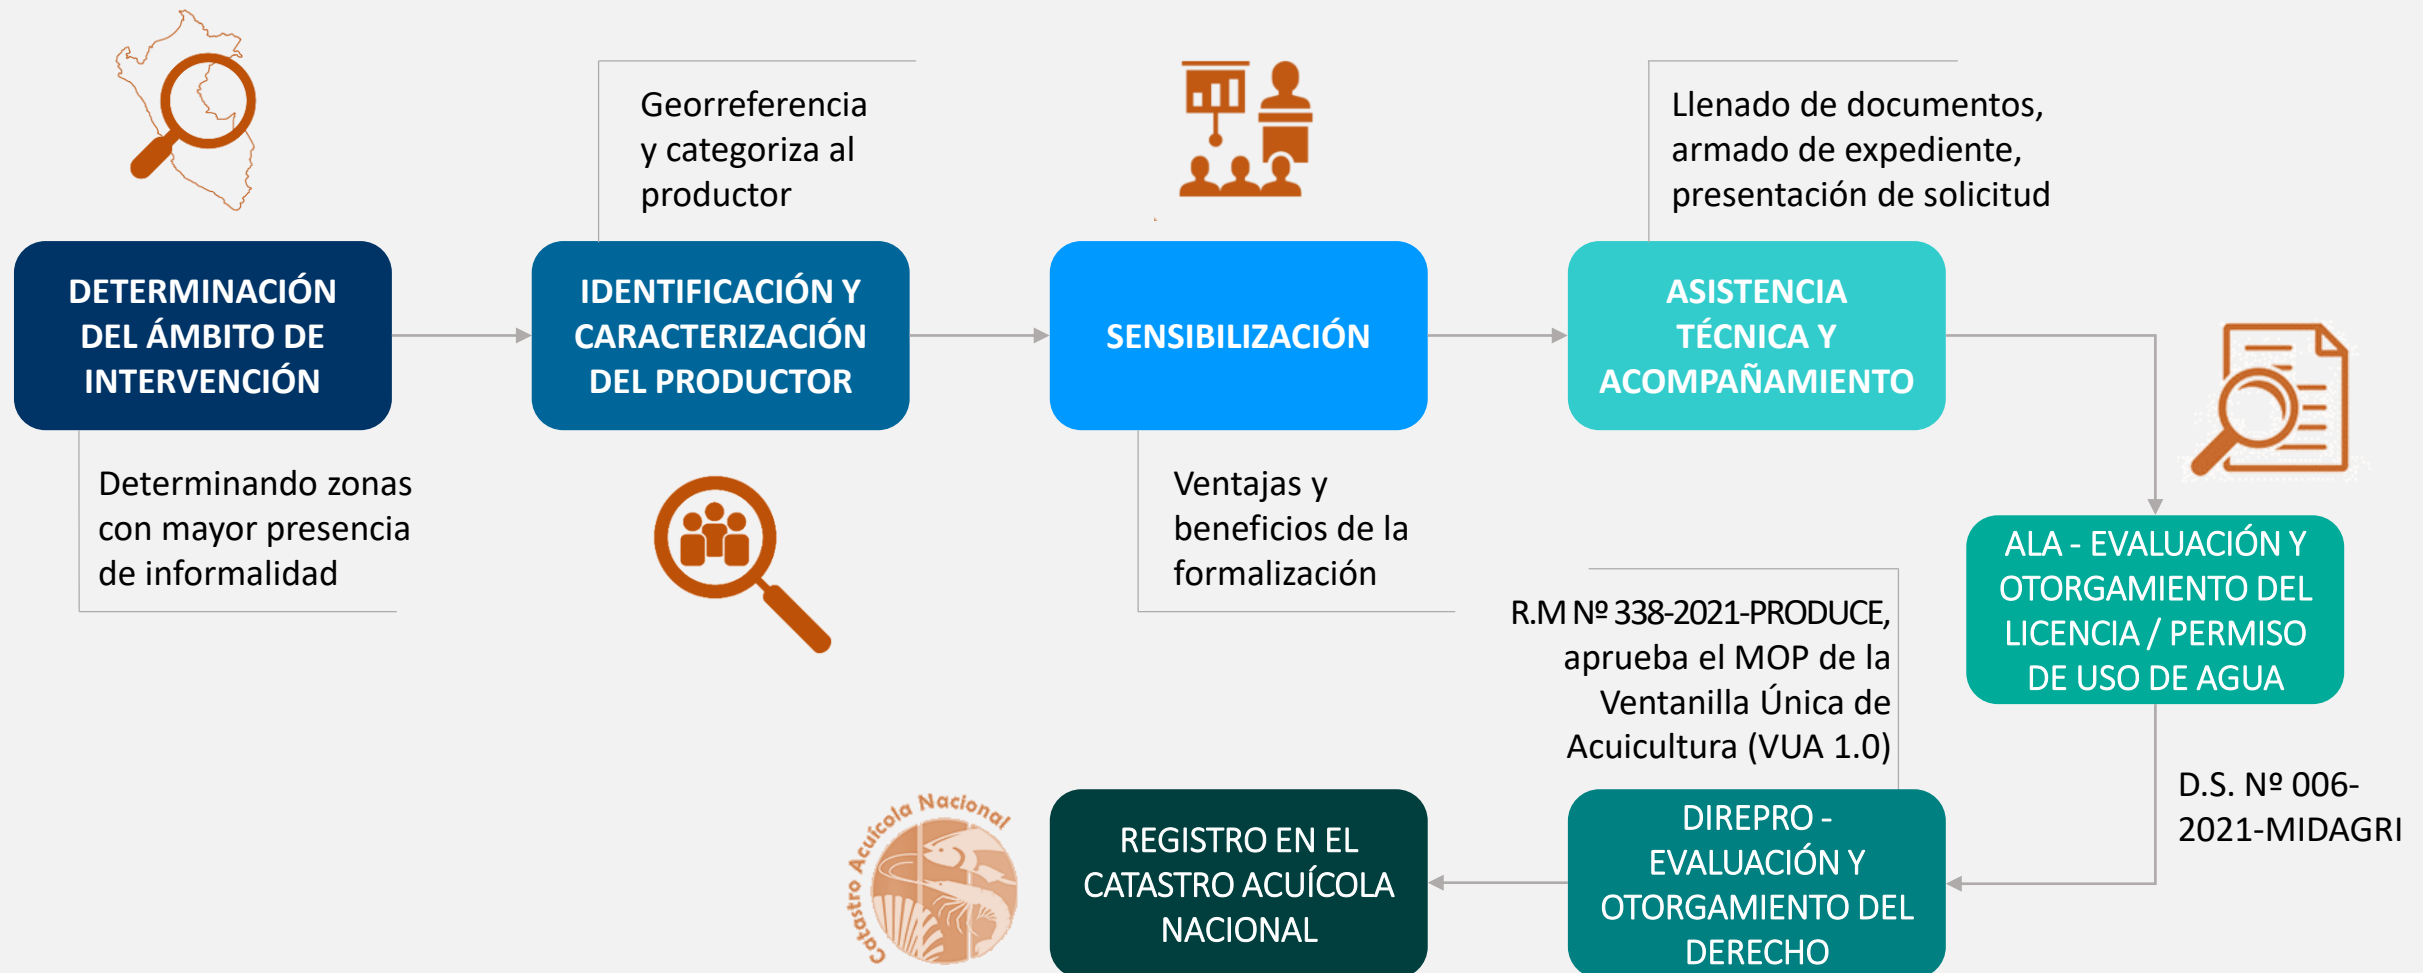 DETERMINACIÓN
DEL ÁMBITO DE
INTERVENCIÓN
Determinando zonas
con mayor presencia
de informalidad
Georreferencia
y categoriza al
productor
IDENTIFICACIÓN Y
CARACTERIZACIÓN
DEL PRODUCTOR
SENSIBILIZACIÓN
Ventajas y
beneficios de la
formalización
Llenado de documentos,
armado de expediente,
presentación de solicitud
ASISTENCIA
TÉCNICA Y
ACOMPAÑAMIENTO
ALA - EVALUACIÓN Y
OTORGAMIENTO DEL
LICENCIA / PERMISO
DE USO DE AGUA
D.S. Nº 006-
2021-MIDAGRI
R.M Nº 338-2021-PRODUCE,
aprueba el MOP de la
Ventanilla Única de
Acuicultura (VUA 1.0)
DIREPRO -
EVALUACIÓN Y
OTORGAMIENTO DEL
DERECHO
REGISTRO EN EL
CATASTRO ACUÍCOLA
NACIONAL
Catastro Acuícola Nacional